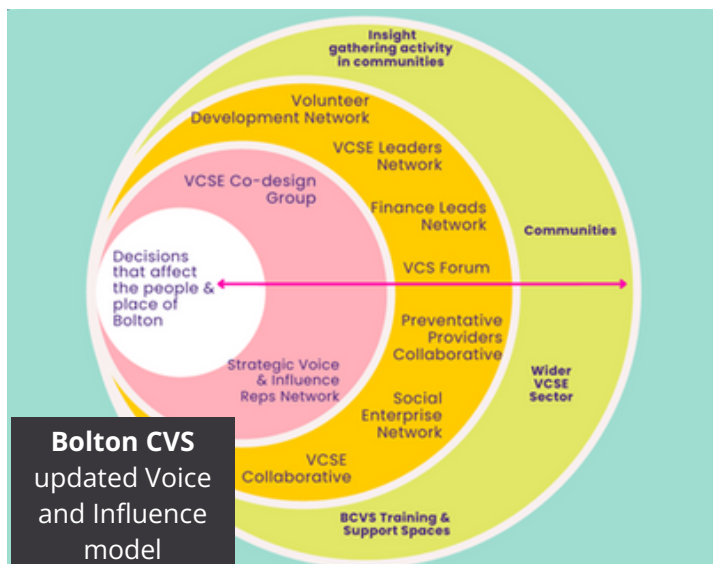 Insight
gathering activity
in communities
Volunteer
Development Network
VCSE Leaders
Network
VCSE Co-design
Group
Finance Leads
Network
Communities
Decisions
that affect
the people &
place of
Bolton
VCS Forum
Preventative
Providers
Collaborative
Strategic Voice
& Influence
Reps Network
Wider
VCSE
Sector
Social
Enterprise
Network
VCSE
Collaborative
BCVS Training &
Support Spaces
Bolton CVS
updated Voice
and Influence
model